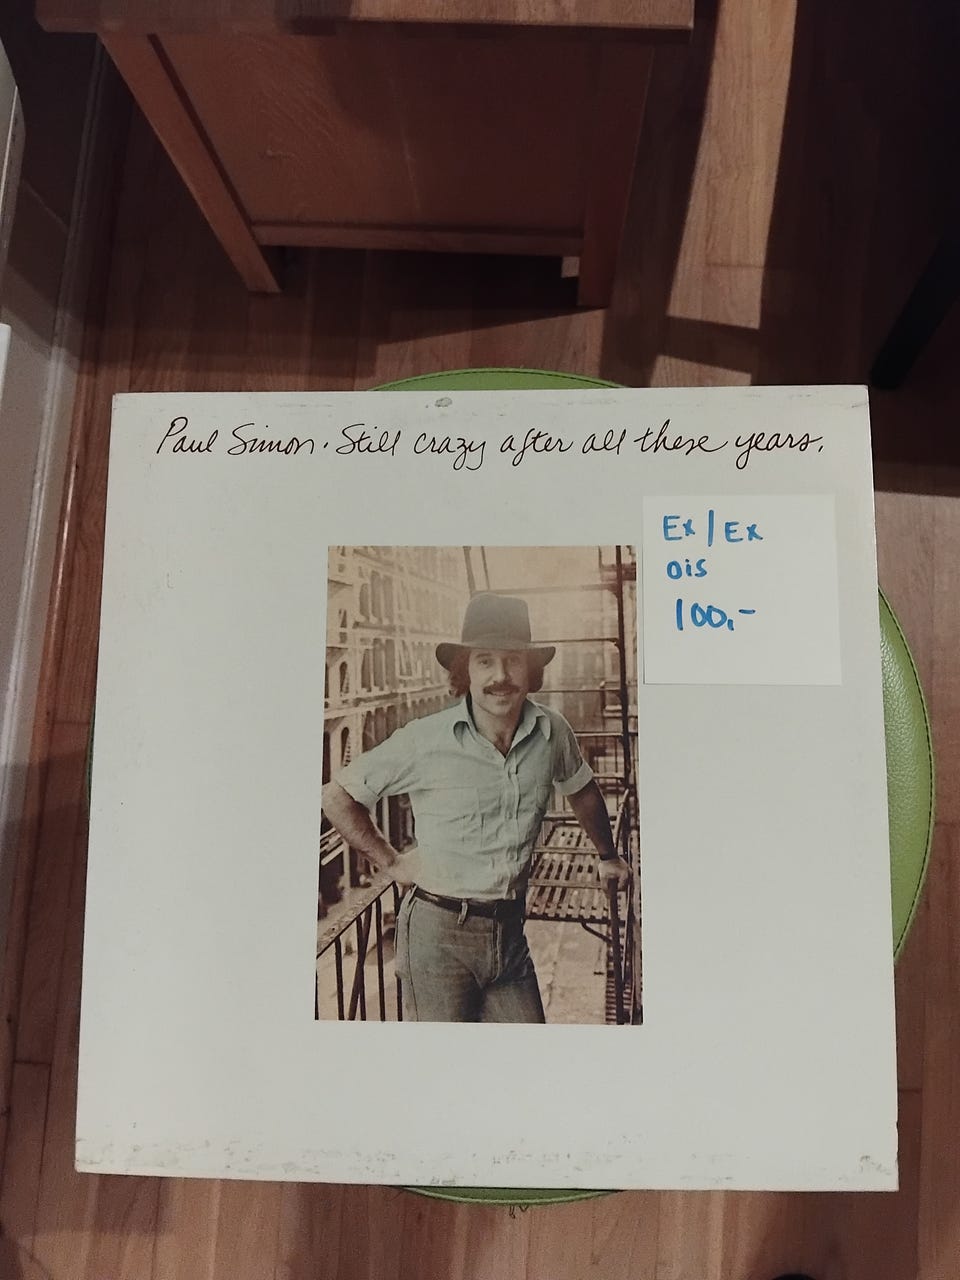 Paul Simon · Still crazy after all these years.
Ex/Ex
ois
100,-